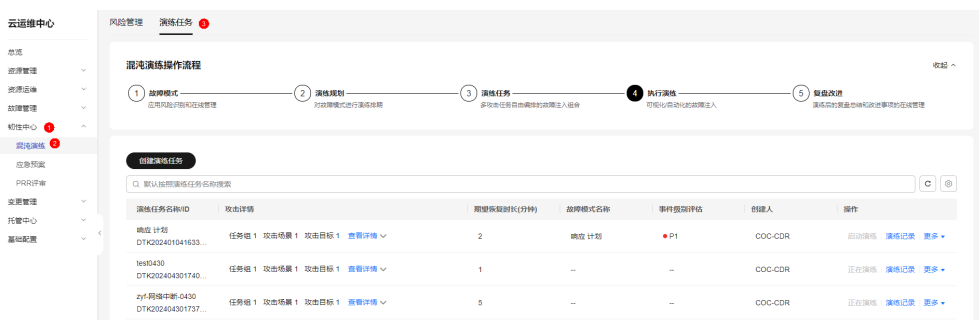 云运维中心
风险管理 演练任务 3
总览
资源管理
资源运维
故障管理
韧性中心 1
混沌演练 2
应急预案
PRR评审
变更管理
托管中心
基础配置
混沌演练操作流程
收起
1 故障模式
应用风险识别和在线管理
2 演练规划
对故障模式进行演练排期
3 演练任务
多攻击任务自由编排的故障注入组合
4 执行演练
可视化/自动化的故障注入
5 复盘改进
演练后的复盘总结和改进事项的在线管理
创建演练任务
默认按照演练任务名称搜索
演练任务名称/ID 攻击详情 期望恢复时长(分钟) 故障模式名称 事件级别评估 创建人 操作
响应 计划
DTK202401041633...
任务组 1 攻击场景 1 攻击目标 1 查看详情 2 响应 计划 P1 COC-CDR 启动演练 演练记录 更多
test0430
DTK202404301740...
任务组 1 攻击场景 1 攻击目标 1 查看详情 1 -- -- COC-CDR 正在演练 演练记录 更多
zyf-网络中断-0430
DTK202404301737...
任务组 1 攻击场景 1 攻击目标 1 查看详情 5 -- -- COC-CDR 正在演练 演练记录 更多